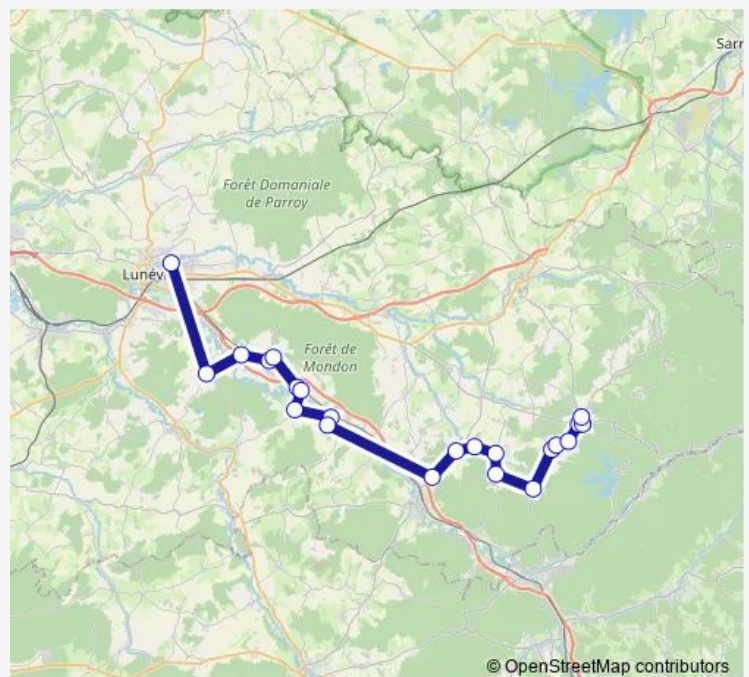 Sarr
Forêt Domaniale
de Parroy
Lunév
Forêt de
Mondon
© OpenStreetMap contributors